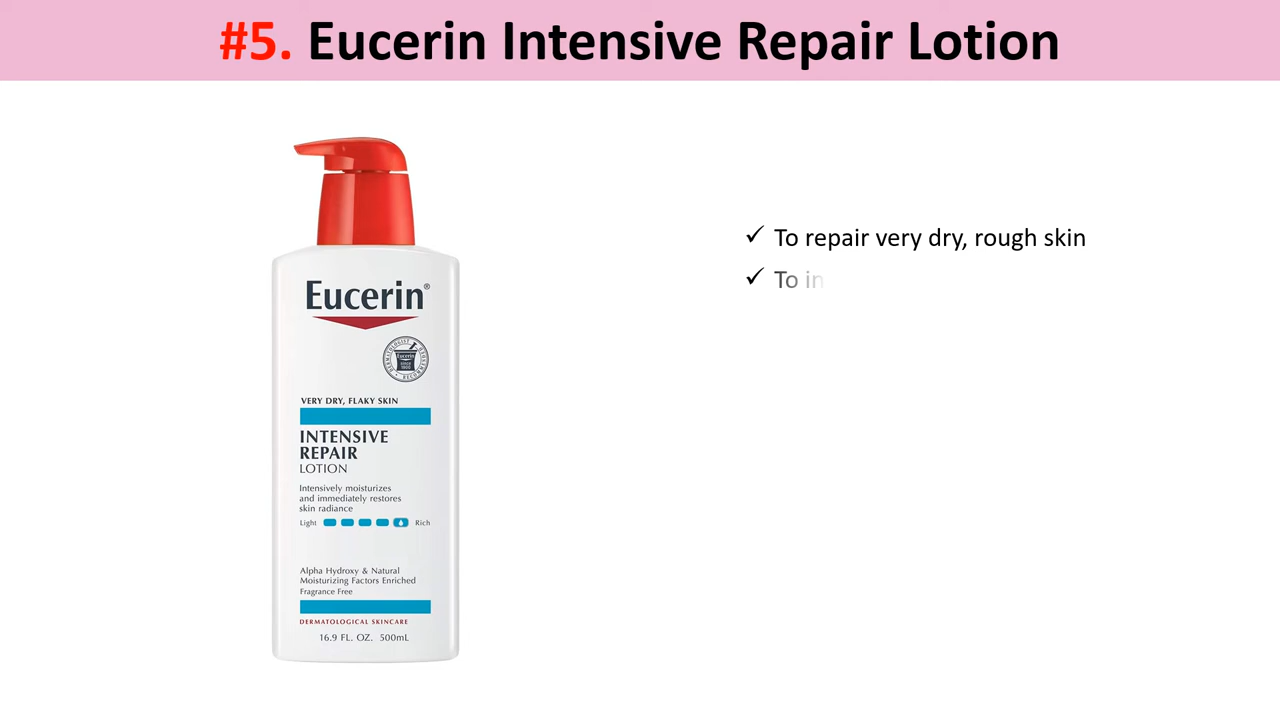 #5. Eucerin Intensive Repair Lotion
✓ To repair very dry, rough skin
✓ To in
Eucerin®
VERY DRY, FLAKY SKIN
INTENSIVE
REPAIR
LOTION
Intensively moisturizes
and immediately restores
skin radiance
Light Rich
Alpha Hydroxy & Natural
Moisturizing Factors Enriched
Fragrance Free
DERMATOLOGICAL SKINCARE
16.9 FL. OZ. 500mL